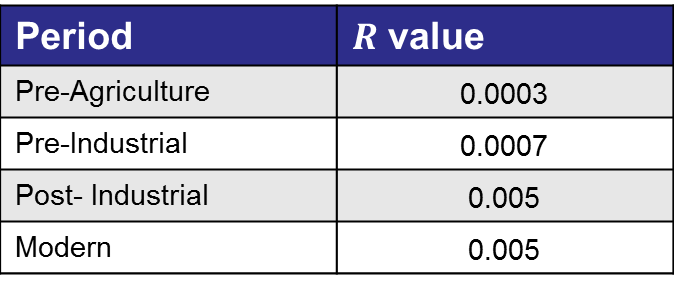 Period R value
Pre-Agriculture 0.0003
Pre-Industrial 0.0007
Post- Industrial 0.005
Modern 0.005